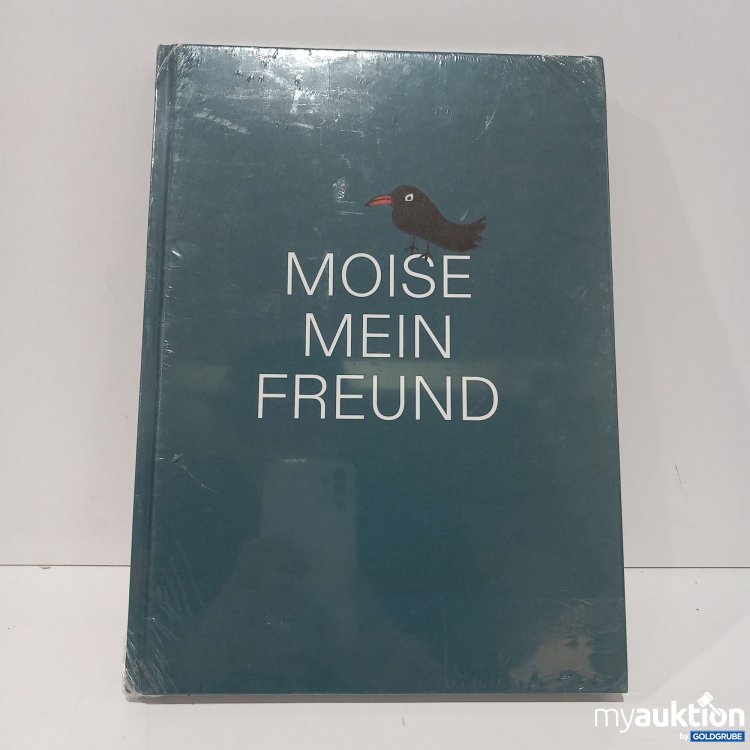 MOISE
MEIN
FREUND
myauktion
by GOLDGRUBE